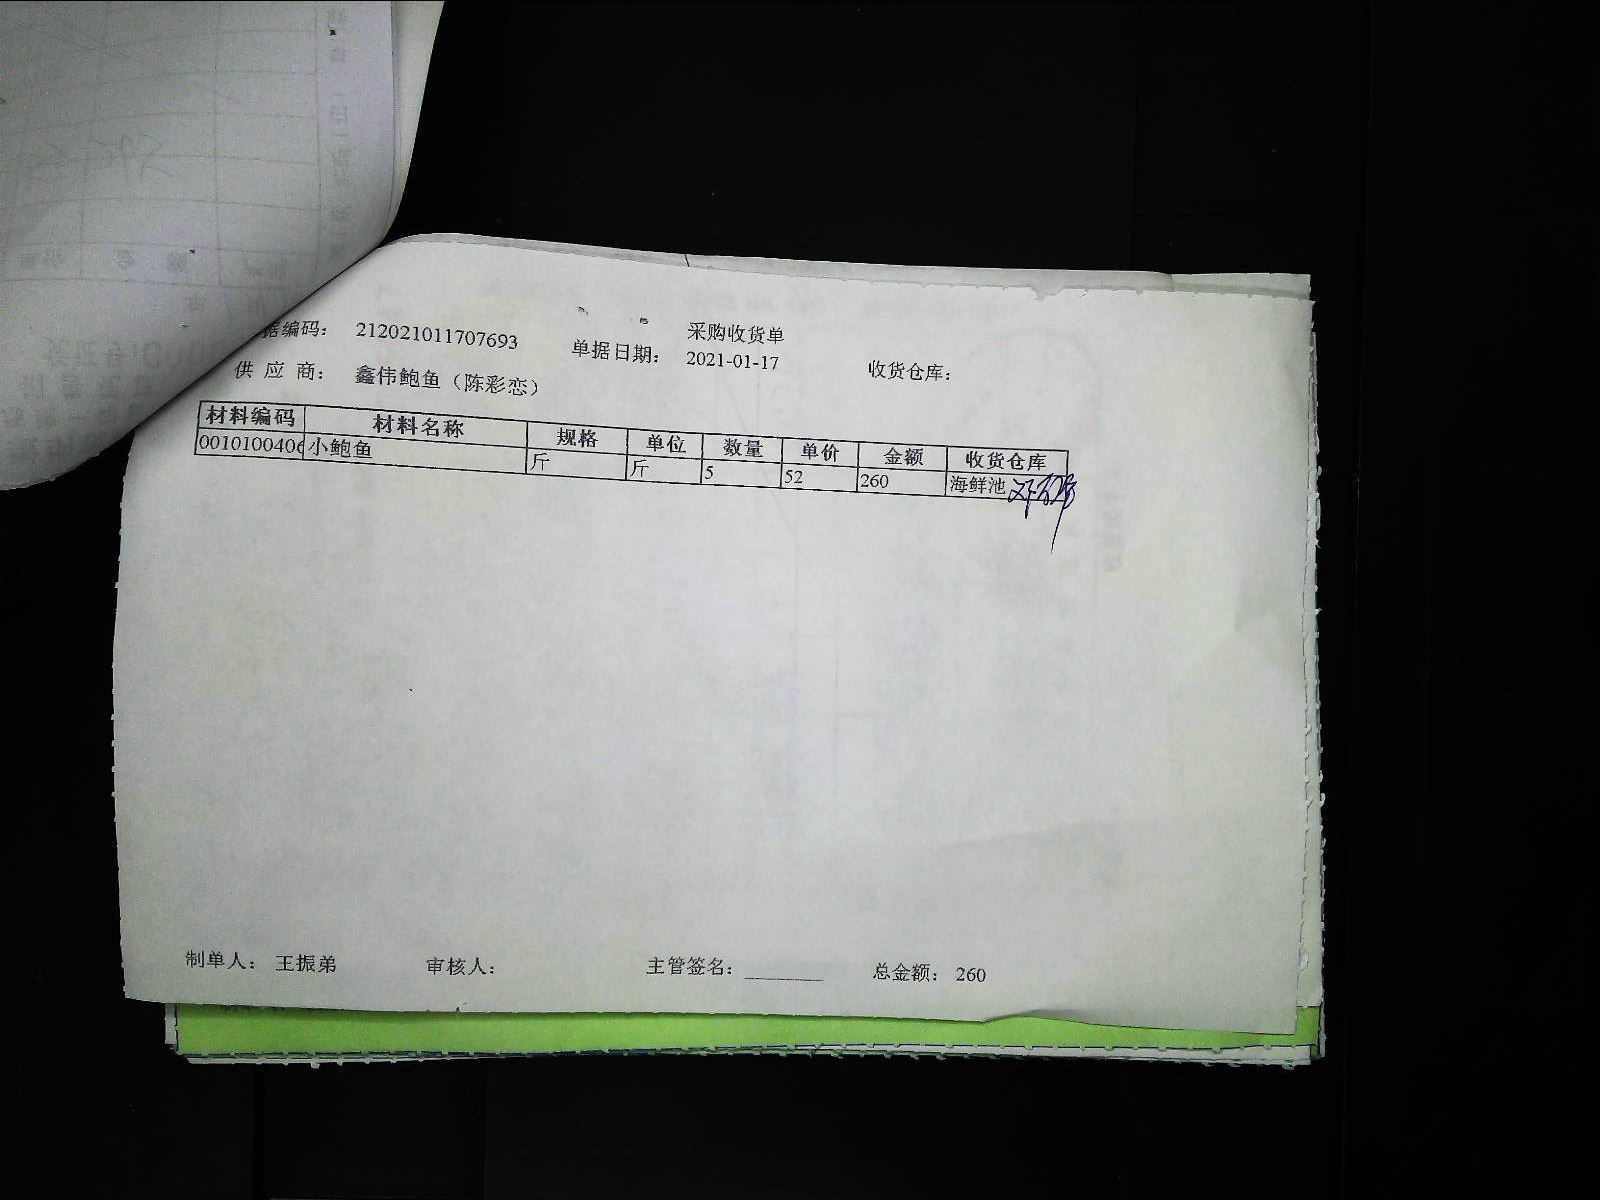 采购收货单
据编码： 212021011707693 单据日期： 2021-01-17 收货仓库：
供 应 商： 鑫伟鲍鱼（陈彩恋）
材料编码 材料名称 规格 单位 数量 单价 金额 收货仓库
0010100406 小鲍鱼 斤 斤 5 52 260 海鲜池
制单人： 王振弟 审核人： 主管签名： ________ 总金额： 260